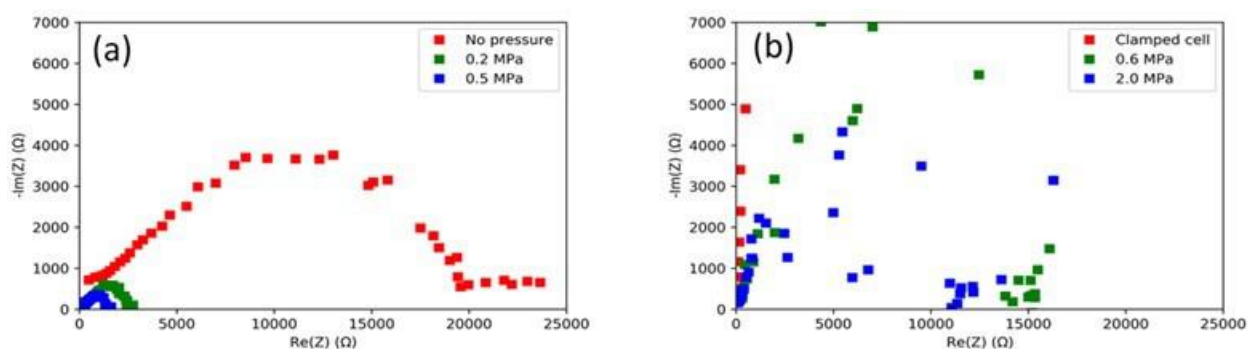 (a)
No pressure
0.2 MPa
0.5 MPa
7000
6000
5000
4000
3000
2000
1000
0
-Im(Z) (Ω)
0 5000 10000 15000 20000 25000
Re(Z) (Ω)
(b)
Clamped cell
0.6 MPa
2.0 MPa
7000
6000
5000
4000
3000
2000
1000
0
-Im(Z) (Ω)
0 5000 10000 15000 20000 25000
Re(Z) (Ω)